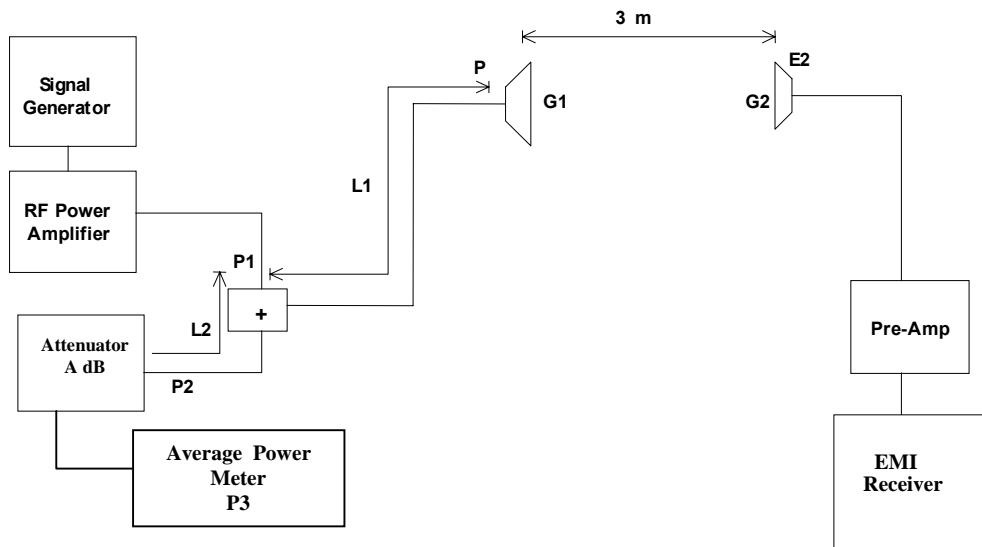 3 m
P
E2
G1
G2
Signal
Generator
L1
RF Power
Amplifier
P1
+
L2
Attenuator
A dB
P2
Pre-Amp
Average Power
Meter
P3
EMI
Receiver